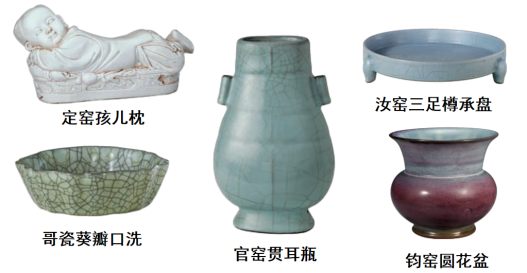 定窑孩儿枕
汝窑三足樽承盘
哥瓷葵瓣口洗
官窑贯耳瓶
钧窑圆花盆